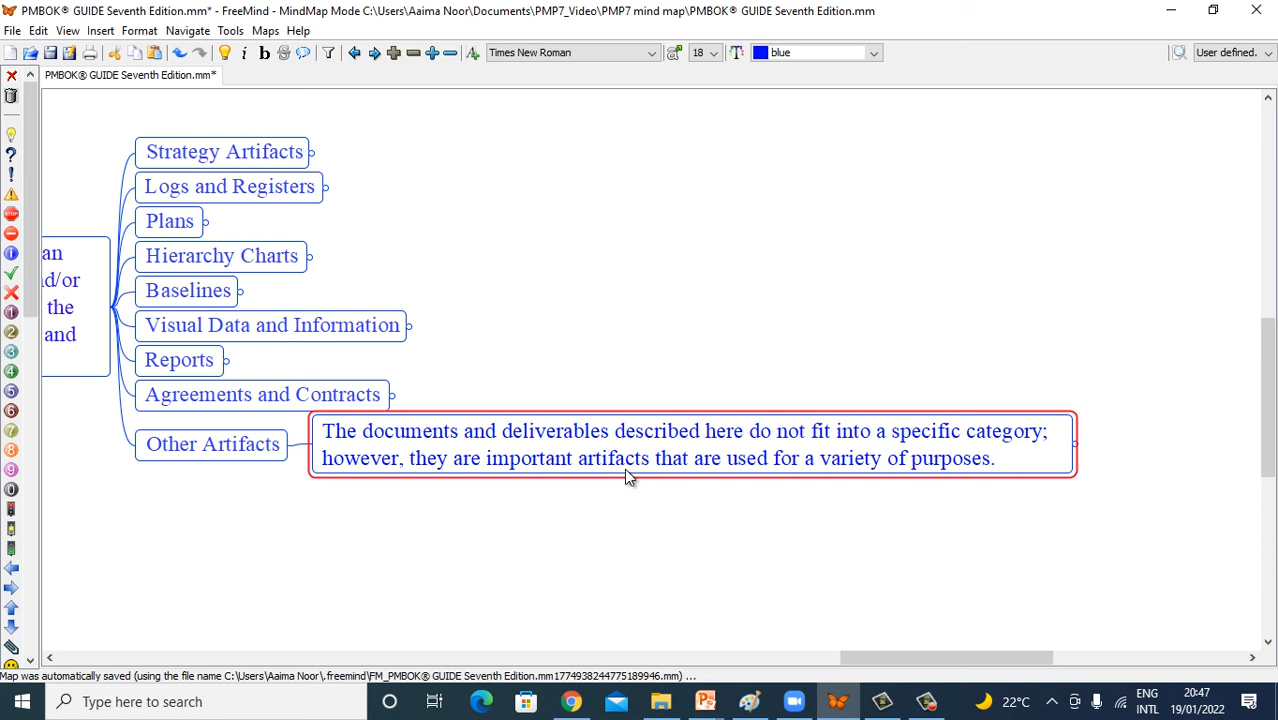 PMBOK® GUIDE Seventh Edition.mm* - FreeMind - MindMap Mode C:\Users\Aaima Noor\Documents\PMP7_Video\PMP7 mind map\PMBOK® GUIDE Seventh Edition.mm
File Edit View Insert Format Navigate Tools Maps Help
Times New Roman 18 blue User defined.
PMBOK® GUIDE Seventh Edition.mm*
Strategy Artifacts
Logs and Registers
Plans
an
Hierarchy Charts
d/or
Baselines
the
Visual Data and Information
and
Reports
Agreements and Contracts
Other Artifacts
The documents and deliverables described here do not fit into a specific category;
however, they are important artifacts that are used for a variety of purposes.
Map was automatically saved (using the file name C:\Users\Aaima Noor\.freemind\FM_PMBOK® GUIDE Seventh Edition.mm1774938244775189946.mm) ...
Type here to search
22°C
ENG
INTL
20:47
19/01/2022